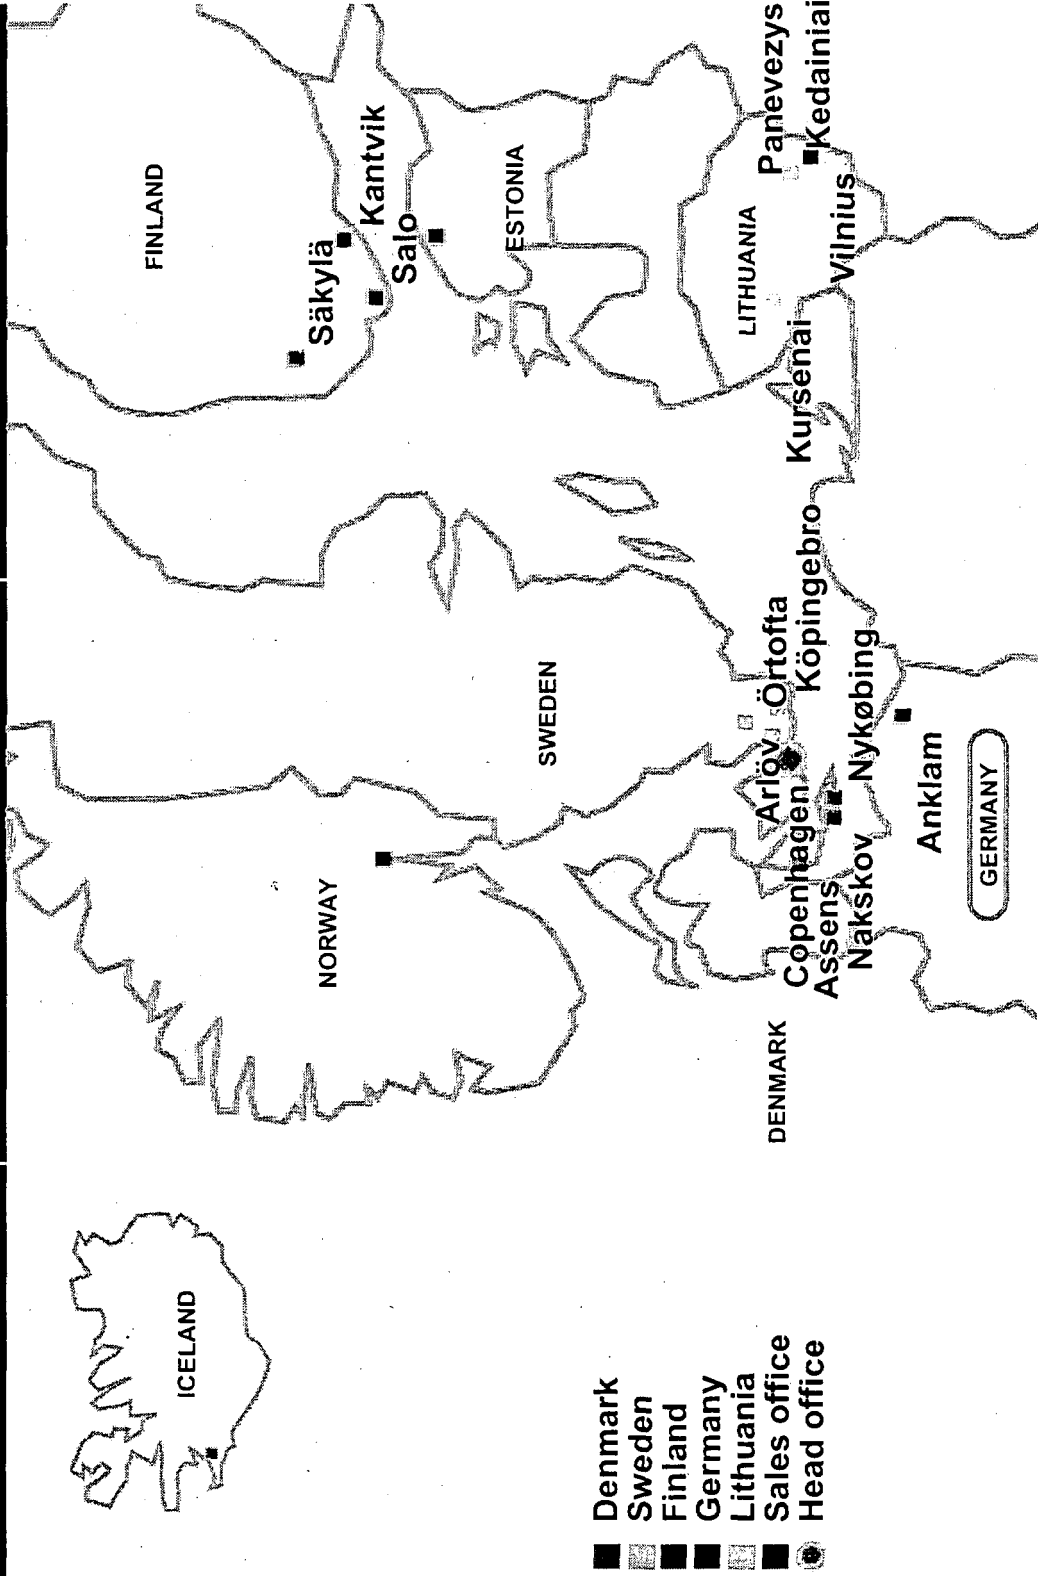 ICELAND
NORWAY
SWEDEN
FINLAND
ESTONIA
LITHUANIA
DENMARK
GERMANY
Säkylä
Kantvik
Salo
Panevezys
Kedainiai
Vilnius
Kursenai
Köpingebro
Örtofta
Arlöv
Copenhagen
Assens
Nakskov
Nykøbing
Anklam
Denmark
Sweden
Finland
Germany
Lithuania
Sales office
Head office